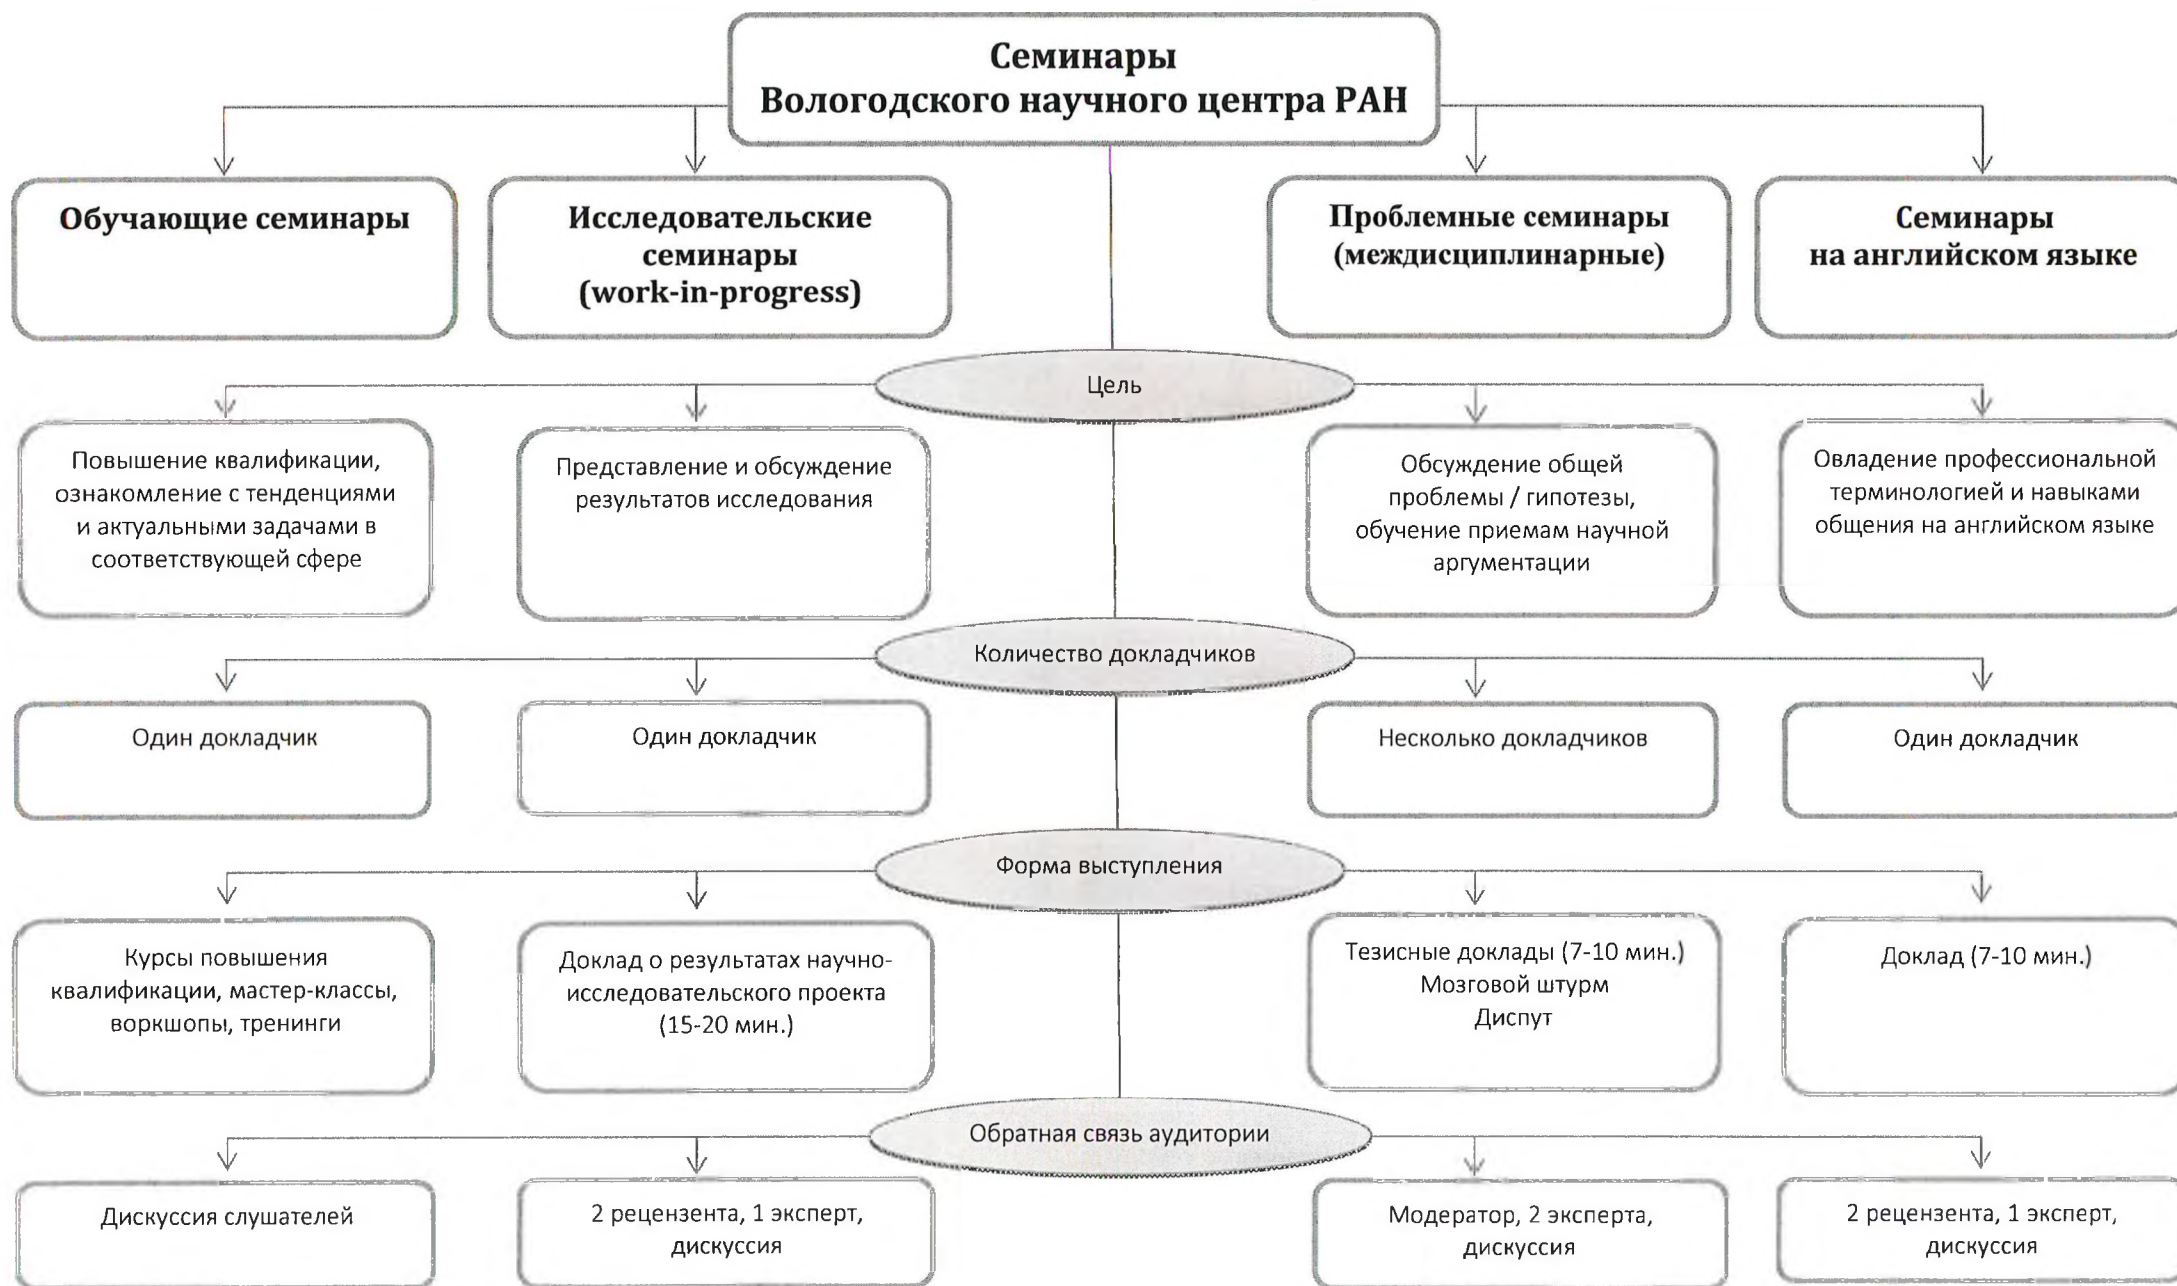 Семинары
Вологодского научного центра РАН
Обучающие семинары
Исследовательские
семинары
(work-in-progress)
Проблемные семинары
(междисциплинарные)
Семинары
на английском языке
Цель
Повышение квалификации,
ознакомление с тенденциями
и актуальными задачами в
соответствующей сфере
Представление и обсуждение
результатов исследования
Обсуждение общей
проблемы / гипотезы,
обучение приемам научной
аргументации
Овладение профессиональной
терминологией и навыками
общения на английском языке
Количество докладчиков
Один докладчик
Один докладчик
Несколько докладчиков
Один докладчик
Форма выступления
Курсы повышения
квалификации, мастер-классы,
воркшопы, тренинги
Доклад о результатах научно-
исследовательского проекта
(15-20 мин.)
Тезисные доклады (7-10 мин.)
Мозговой штурм
Диспут
Доклад (7-10 мин.)
Обратная связь аудитории
Дискуссия слушателей
2 рецензента, 1 эксперт,
дискуссия
Модератор, 2 эксперта,
дискуссия
2 рецензента, 1 эксперт,
дискуссия